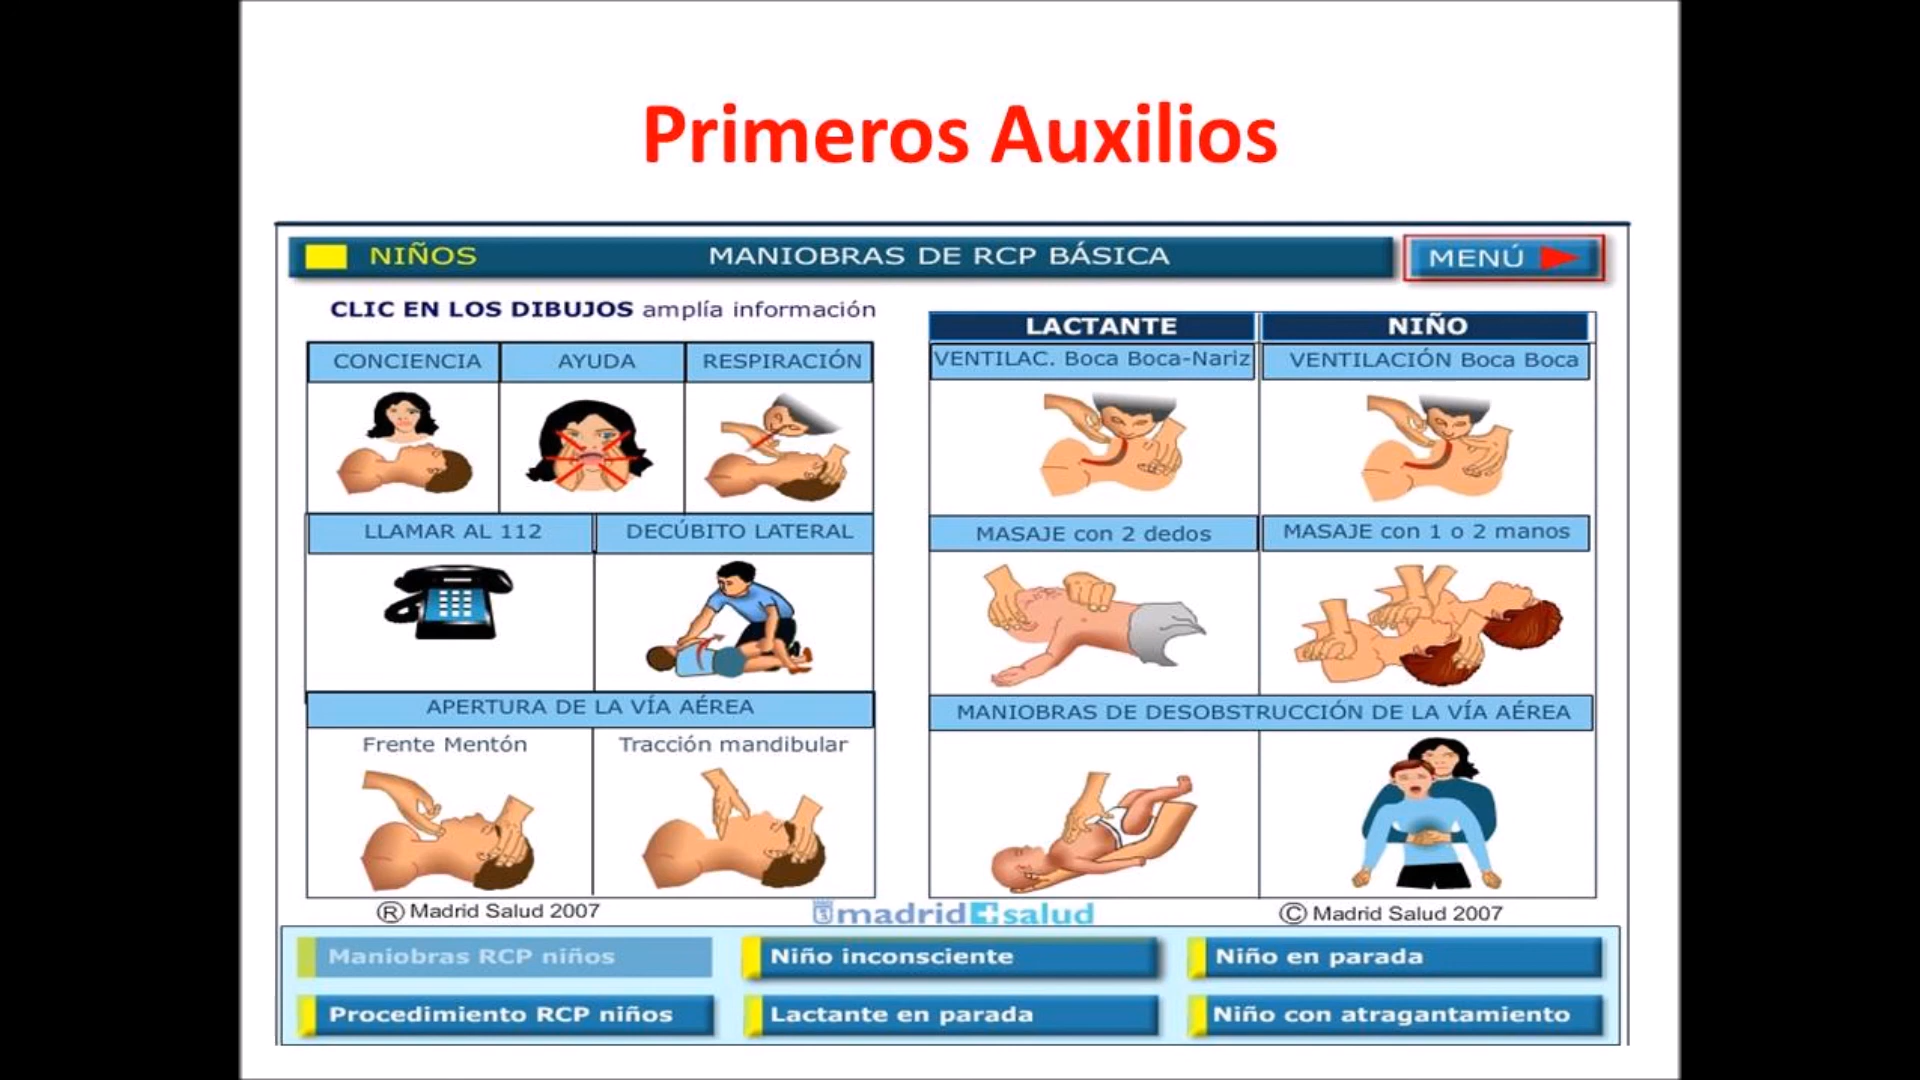 Primeros Auxilios
NIÑOS
MANIOBRAS DE RCP BÁSICA
MENÚ
CLIC EN LOS DIBUJOS amplía información
CONCIENCIA
AYUDA
RESPIRACIÓN
LLAMAR AL 112
DECÚBITO LATERAL
APERTURA DE LA VÍA AÉREA
Frente Mentón
Tracción mandibular
® Madrid Salud 2007
LACTANTE
NIÑO
VENTILAC. Boca Boca-Nariz
VENTILACIÓN Boca Boca
MASAJE con 2 dedos
MASAJE con 1 o 2 manos
MANIOBRAS DE DESOBSTRUCCIÓN DE LA VÍA AÉREA
madrid+salud
© Madrid Salud 2007
Maniobras RCP niños
Niño inconsciente
Niño en parada
Procedimiento RCP niños
Lactante en parada
Niño con atragantamiento